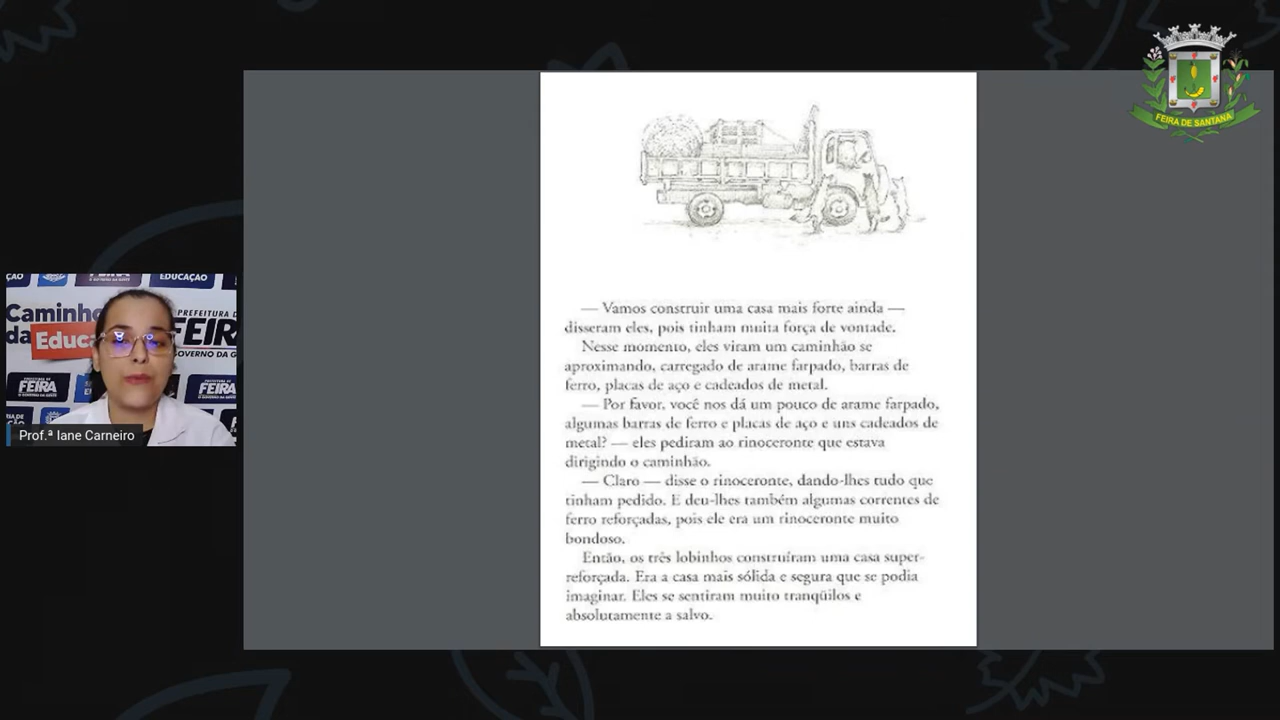 FEIRA DE SANTANA
— Vamos construir uma casa mais forte ainda —
disseram eles, pois tinham muita força de vontade.
Nesse momento, eles viram um caminhão se
aproximando, carregado de arame farpado, barras de
ferro, placas de aço e cadeados de metal.
— Por favor, você nos dá um pouco de arame farpado,
algumas barras de ferro e placas de aço e uns cadeados de
metal? — eles pediram ao rinoceronte que estava
dirigindo o caminhão.
— Claro — disse o rinoceronte, dando-lhes tudo que
tinham pedido. E deu-lhes também algumas correntes de
ferro reforçadas, pois ele era um rinoceronte muito
bondoso.
Então, os três lobinhos construíram uma casa super-
reforçada. Era a casa mais sólida e segura que se podia
imaginar. Eles se sentiram muito tranqüilos e
absolutamente a salvo.
EDUCAÇÃO
Caminho
da Educa
PREFEITURA D
FEIR
GOVERNO DA G
FEIRA
FEIRA
Prof.ª Iane Carneiro